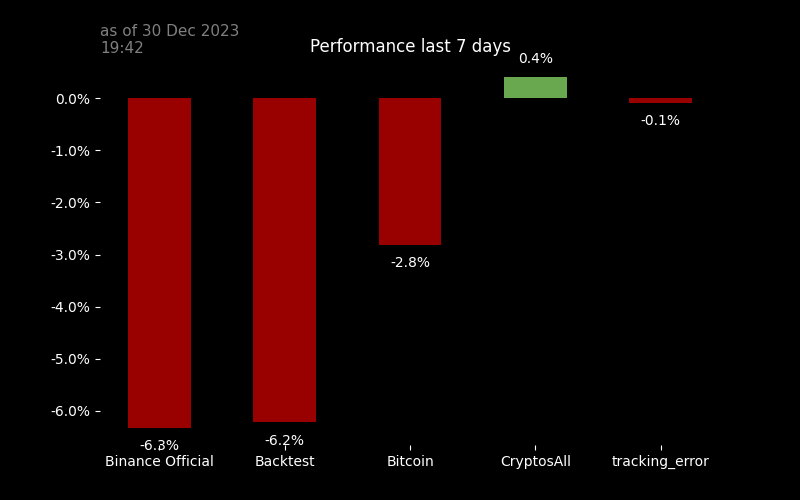 as of 30 Dec 2023
19:42
Performance last 7 days
0.4%
0.0%
-0.1%
-1.0%
-2.0%
-2.8%
-3.0%
-4.0%
-5.0%
-6.0%
-6.3%
-6.2%
Binance Official
Backtest
Bitcoin
CryptosAll
tracking_error